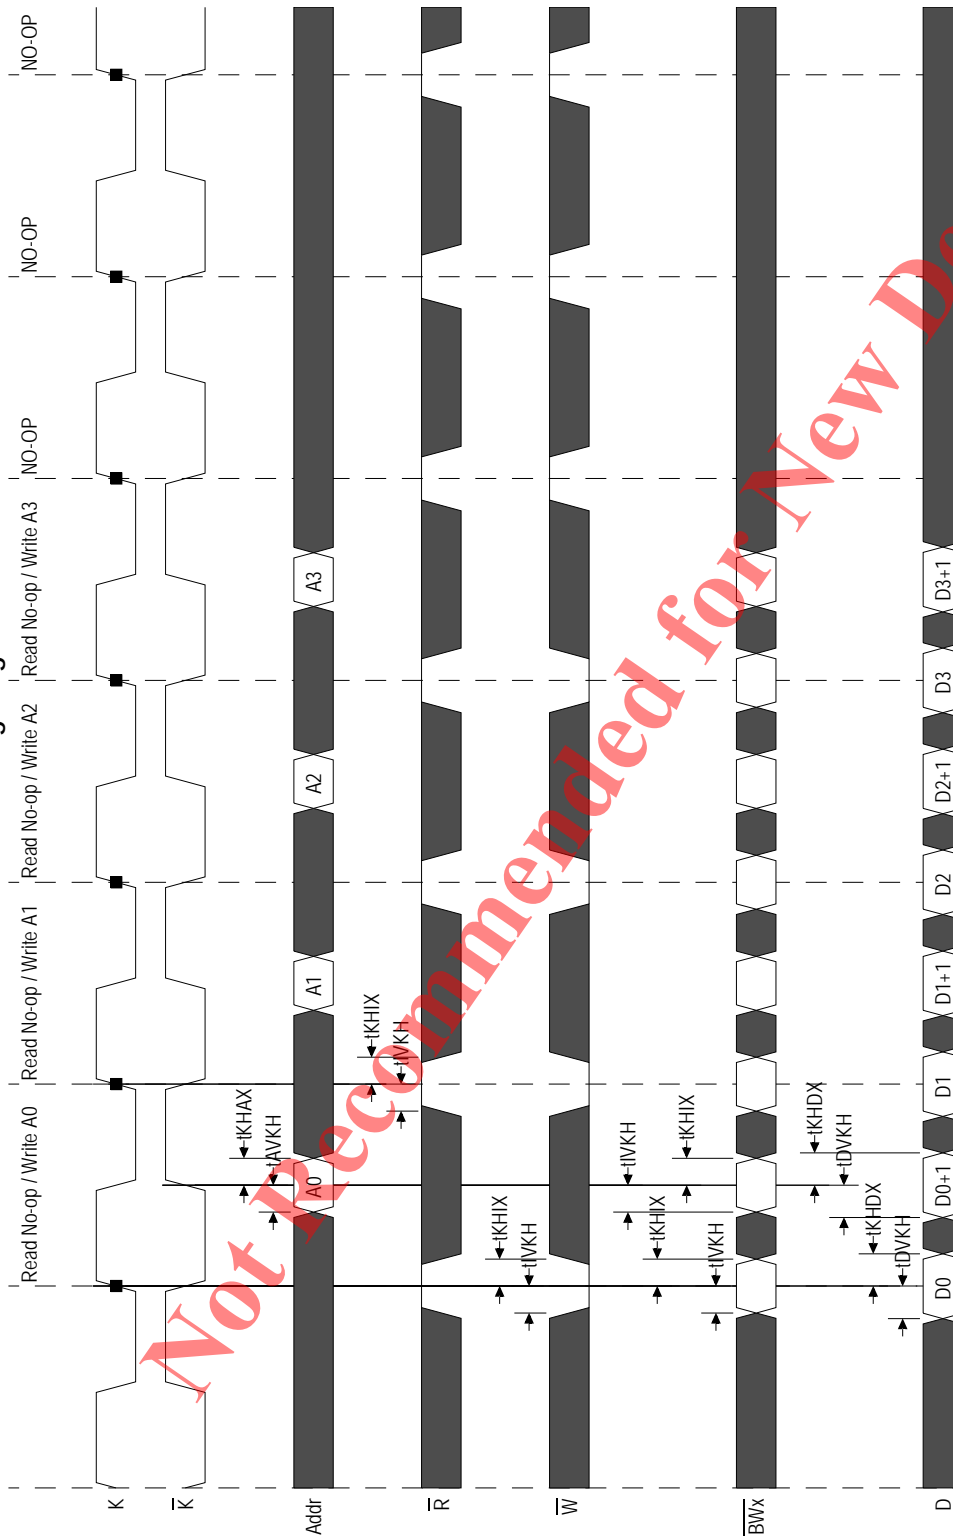 Read No-op / Write A0
Read No-op / Write A1
Read No-op / Write A2
Read No-op / Write A3
NO-OP
NO-OP
NO-OP
K
K
Addr
A0
A1
A2
A3
tKHAX
tAVKH
tKHIX
tIVKH
R
tKHIX
tIVKH
W
tIVKH
tKHIX
tKHIX
tIVKH
BWx
tKHDX
tDVKH
tKHDX
tDVKH
D
D0
D0+1
D1
D1+1
D2
D2+1
D3
D3+1
Not Recommended for New